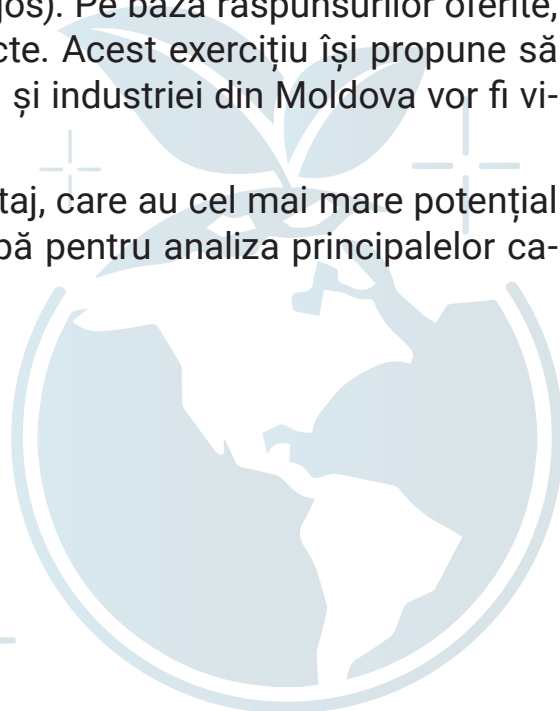 gos). Pe baza răspunsurilor oferite,
cte. Acest exercițiu își propune să
și industriei din Moldova vor fi vi-
taj, care au cel mai mare potențial
pă pentru analiza principalelor ca-